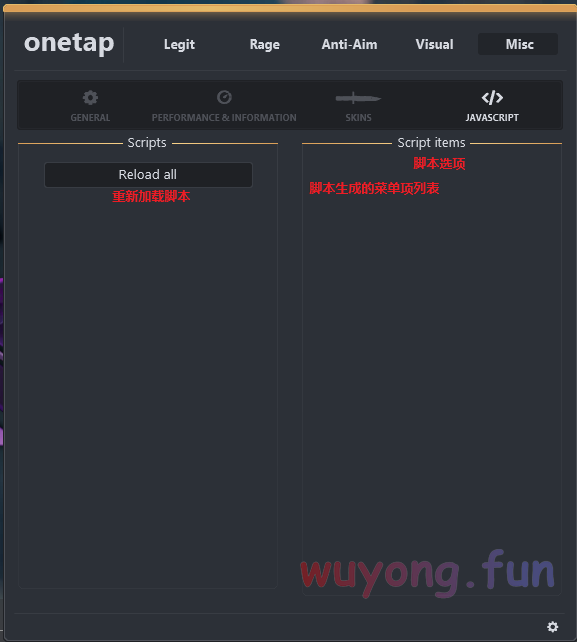 onetap
Legit
Rage
Anti-Aim
Visual
Misc
GENERAL
PERFORMANCE & INFORMATION
SKINS
JAVASCRIPT
Scripts
Reload all
重新加载脚本
Script items
脚本选项
脚本生成的菜单项列表
wuyong.fun